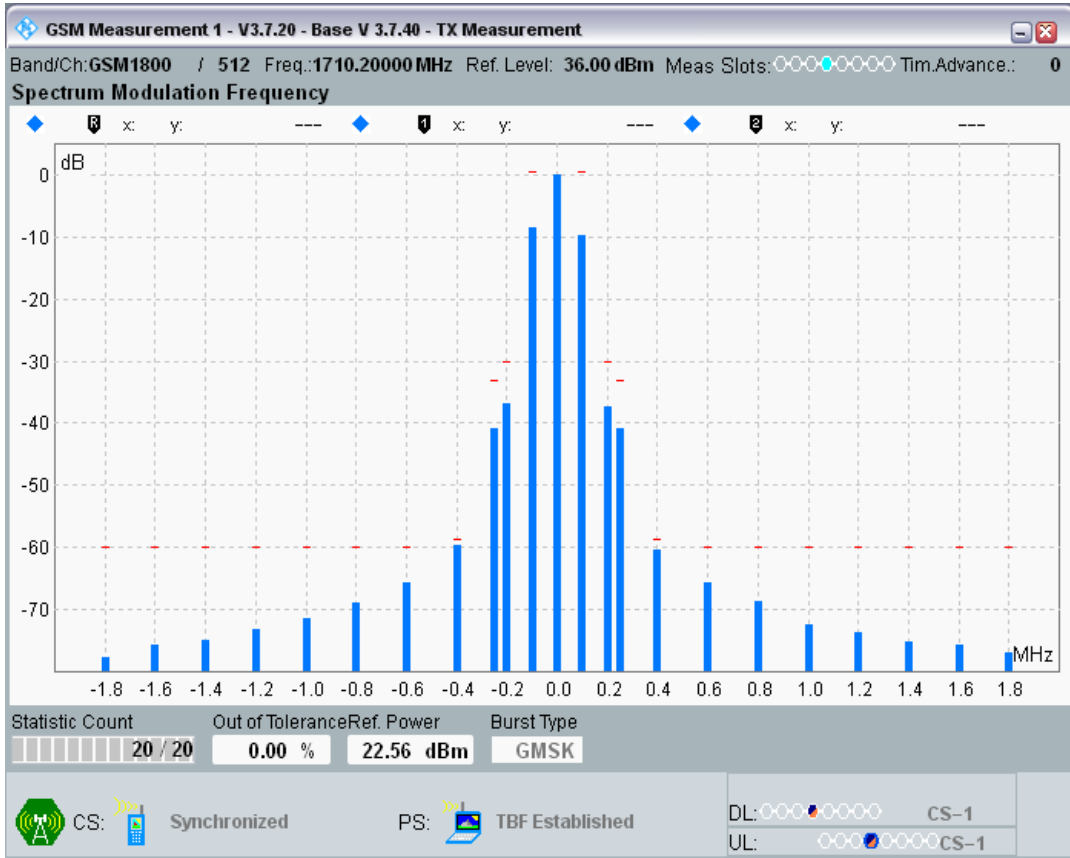 GSM Measurement 1 - V3.7.20 - Base V 3.7.40 - TX Measurement
Band/Ch:GSM1800 / 512 Freq.:1710.20000 MHz Ref. Level: 36.00 dBm Meas Slots: Tim.Advance.: 0
Spectrum Modulation Frequency
R x: y: --- 1 x: y: --- 2 x: y: ---
dB
0
-10
-20
-30
-40
-50
-60
-70
MHz
-1.8 -1.6 -1.4 -1.2 -1.0 -0.8 -0.6 -0.4 -0.2 0.0 0.2 0.4 0.6 0.8 1.0 1.2 1.4 1.6 1.8
Statistic Count Out of Tolerance Ref. Power Burst Type
20 / 20 0.00 % 22.56 dBm GMSK
CS: Synchronized PS: TBF Established
DL: CS-1
UL: CS-1